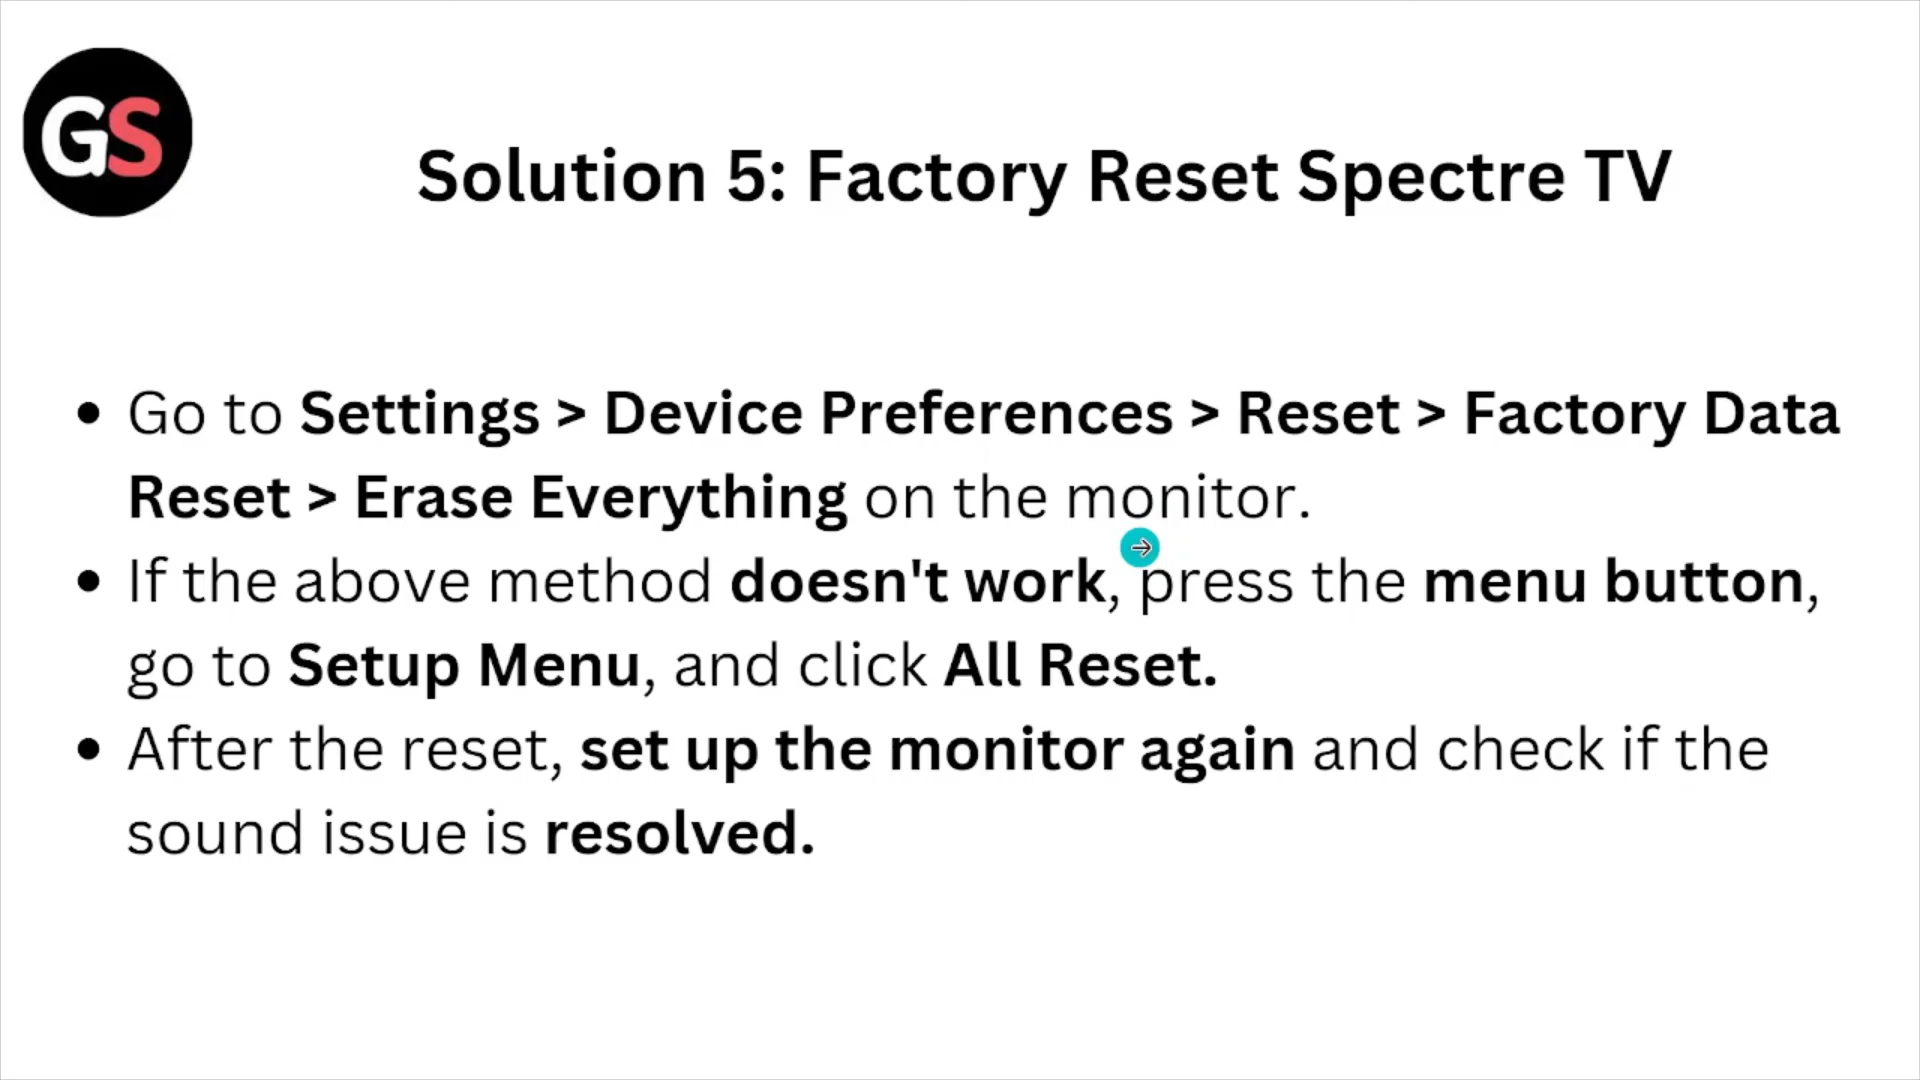 GS
Solution 5: Factory Reset Spectre TV
• Go to Settings > Device Preferences > Reset > Factory Data
Reset > Erase Everything on the monitor.
• If the above method doesn't work, press the menu button,
go to Setup Menu, and click All Reset.
• After the reset, set up the monitor again and check if the
sound issue is resolved.